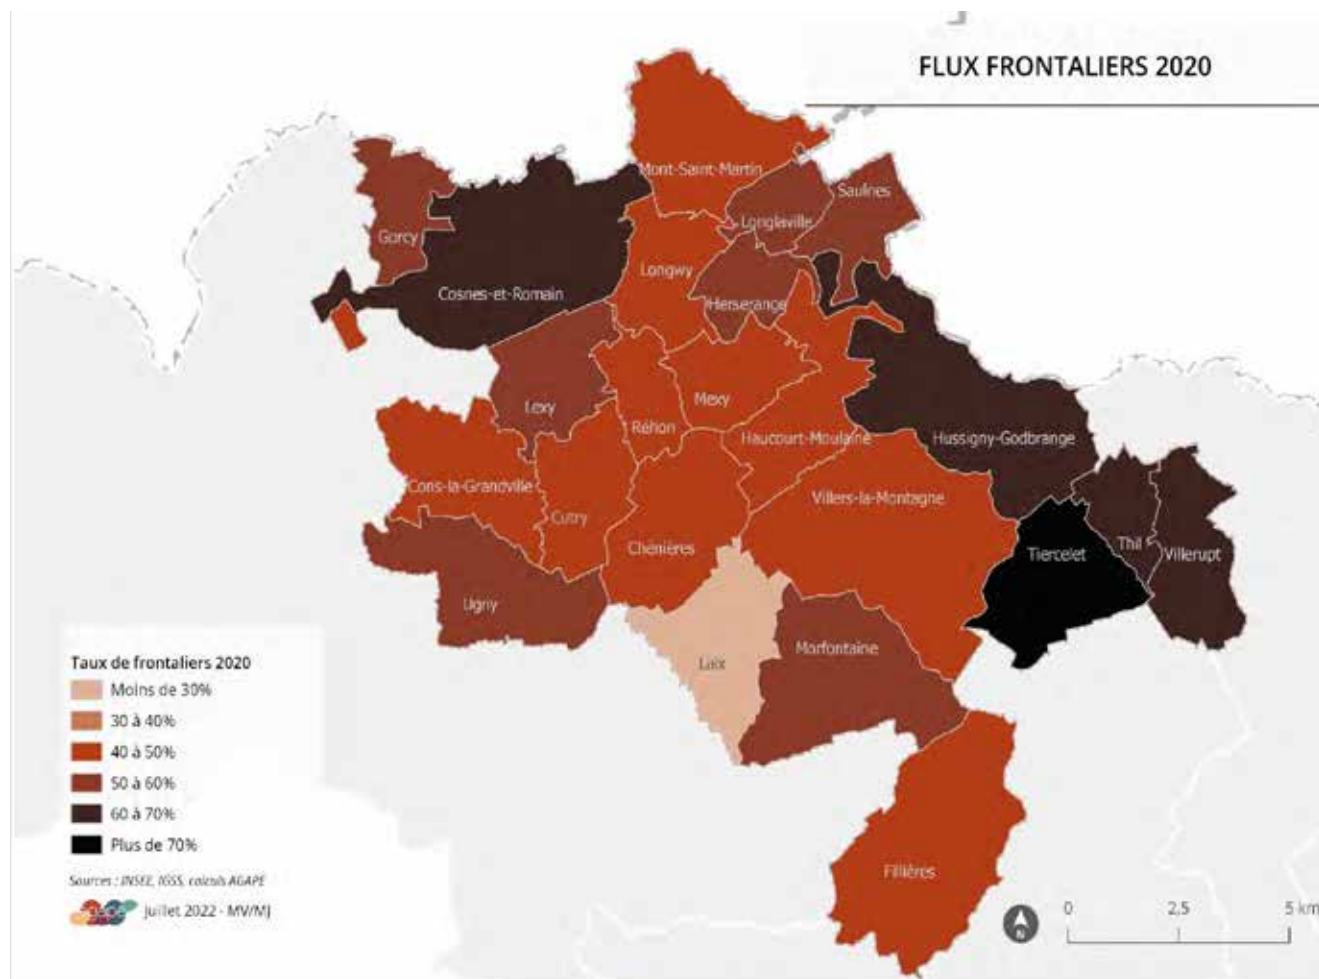 FLUX FRONTALIERS 2020
Mont-Saint-Martin
Saulnes
Longlaville
Gorcy
Longwy
Cosnes-et-Romain
Herserange
Mexy
Lexy
Réhon
Haucourt-Moulaine
Hussigny-Godbrange
Cons-la-Grandville
Villers-la-Montagne
Cutry
Chénières
Thil
Tiercelet
Villerupt
Ugny
Morfontaine
Laix
Fillières
Taux de frontaliers 2020
Moins de 30%
30 à 40%
40 à 50%
50 à 60%
60 à 70%
Plus de 70%
Sources : INSEE, IGSS, calculs AGAPE
Juillet 2022 - MV/MJ
N
0 2,5 5 km